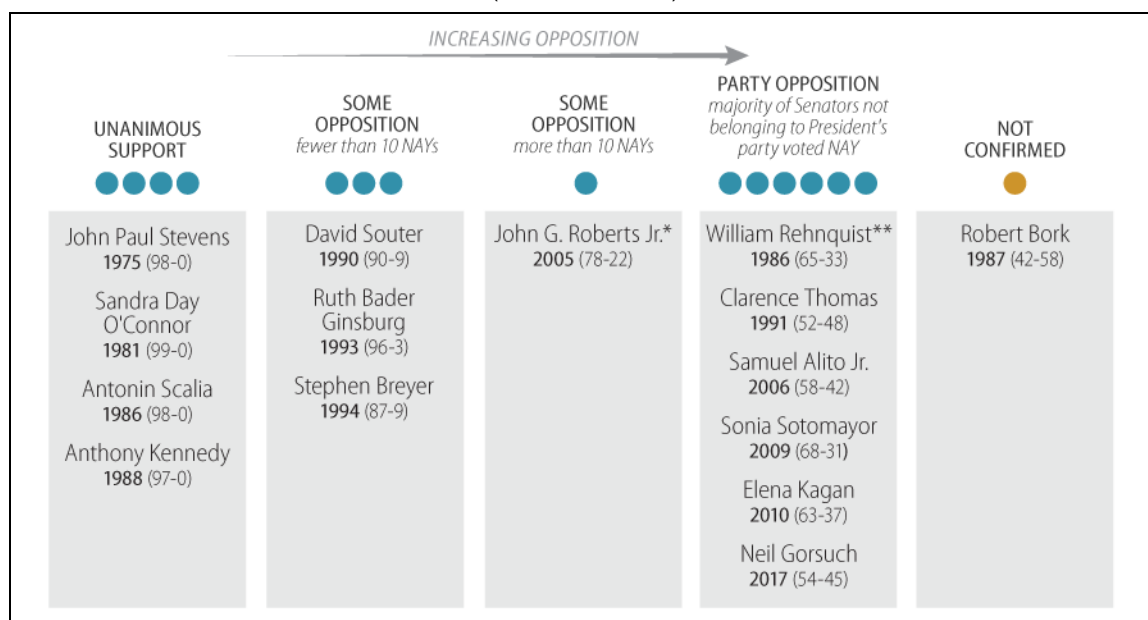 INCREASING OPPOSITION
UNANIMOUS
SUPPORT
John Paul Stevens
1975 (98-0)
Sandra Day
O'Connor
1981 (99-0)
Antonin Scalia
1986 (98-0)
Anthony Kennedy
1988 (97-0)
SOME
OPPOSITION
fewer than 10 NAYs
David Souter
1990 (90-9)
Ruth Bader
Ginsburg
1993 (96-3)
Stephen Breyer
1994 (87-9)
SOME
OPPOSITION
more than 10 NAYs
John G. Roberts Jr.*
2005 (78-22)
PARTY OPPOSITION
majority of Senators not
belonging to President's
party voted NAY
William Rehnquist**
1986 (65-33)
Clarence Thomas
1991 (52-48)
Samuel Alito Jr.
2006 (58-42)
Sonia Sotomayor
2009 (68-31)
Elena Kagan
2010 (63-37)
Neil Gorsuch
2017 (54-45)
NOT
CONFIRMED
Robert Bork
1987 (42-58)